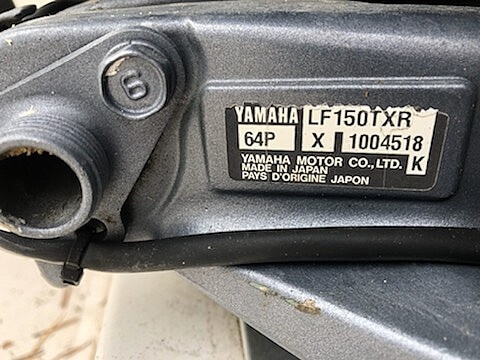 6
YAMAHA LF150TXR
64P X 1004518
YAMAHA MOTOR CO., LTD. K
MADE IN JAPAN
PAYS D'ORIGINE JAPON